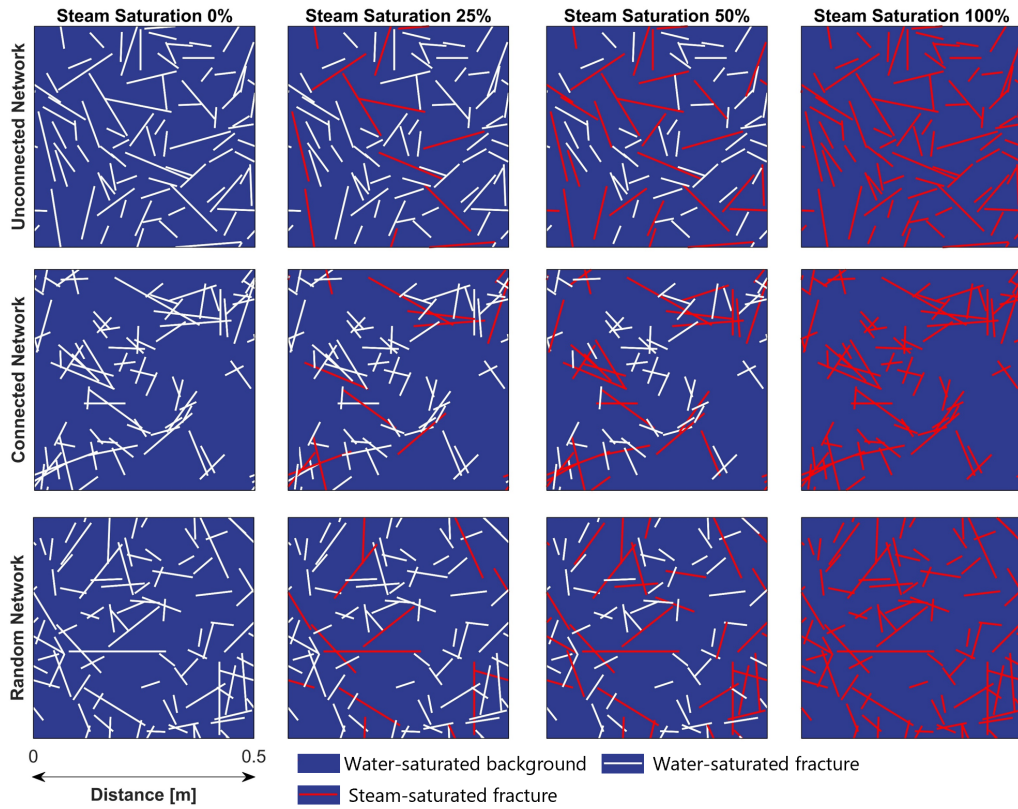 Steam Saturation 0%
Steam Saturation 25%
Steam Saturation 50%
Steam Saturation 100%
Unconnected Network
Connected Network
Random Network
0
0.5
Distance [m]
Water-saturated background
Water-saturated fracture
Steam-saturated fracture